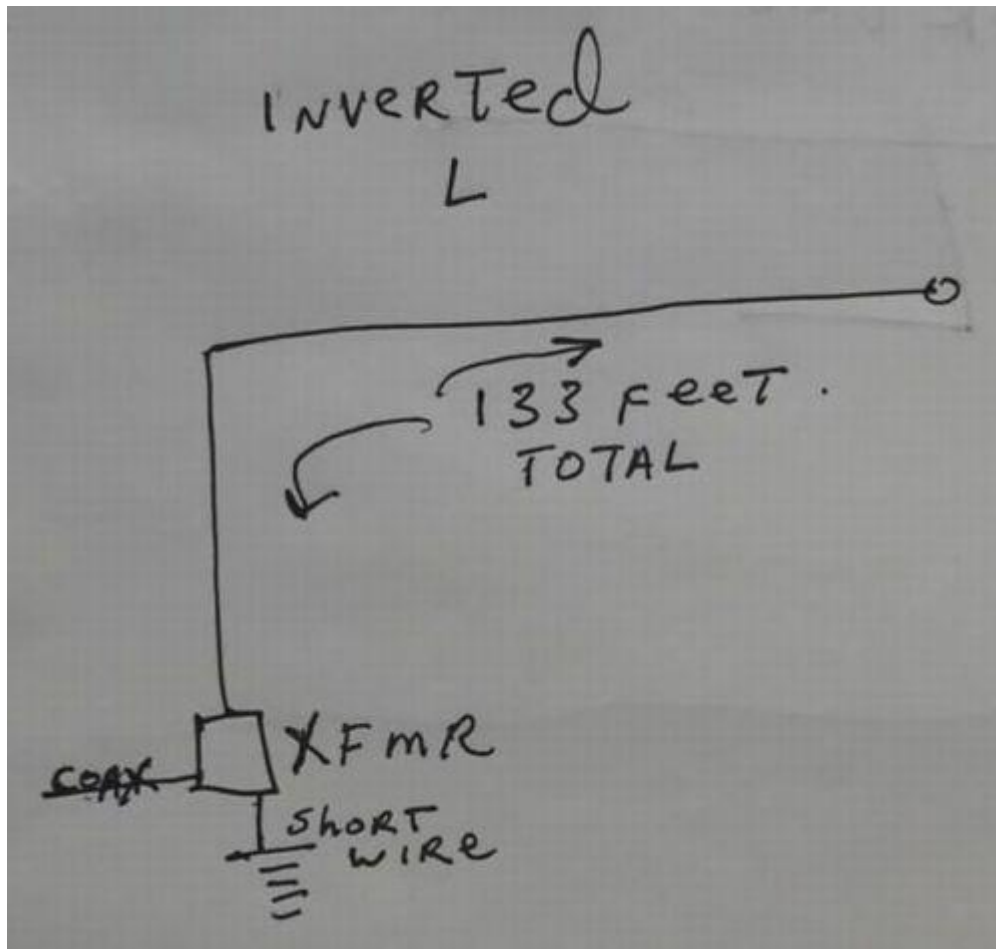 INVERTed
L
133 FeeT.
TOTAL
XFmR
COAX
ShORT
WIRe